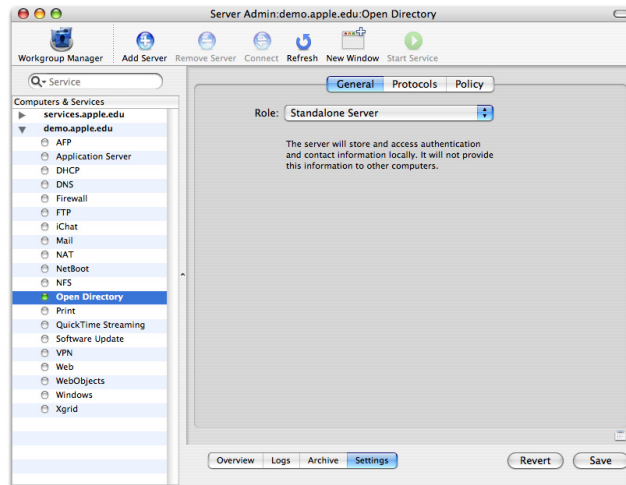 Server Admin:demo.apple.edu:Open Directory
Workgroup Manager Add Server Remove Server Connect Refresh New Window Start Service
Service
General Protocols Policy
Computers & Services
services.apple.edu
demo.apple.edu
AFP
Application Server
DHCP
DNS
Firewall
FTP
iChat
Mail
NAT
NetBoot
NFS
Open Directory
Print
QuickTime Streaming
Software Update
VPN
Web
WebObjects
Windows
Xgrid
Role: Standalone Server
The server will store and access authentication
and contact information locally. It will not provide
this information to other computers.
Overview Logs Archive Settings Revert Save